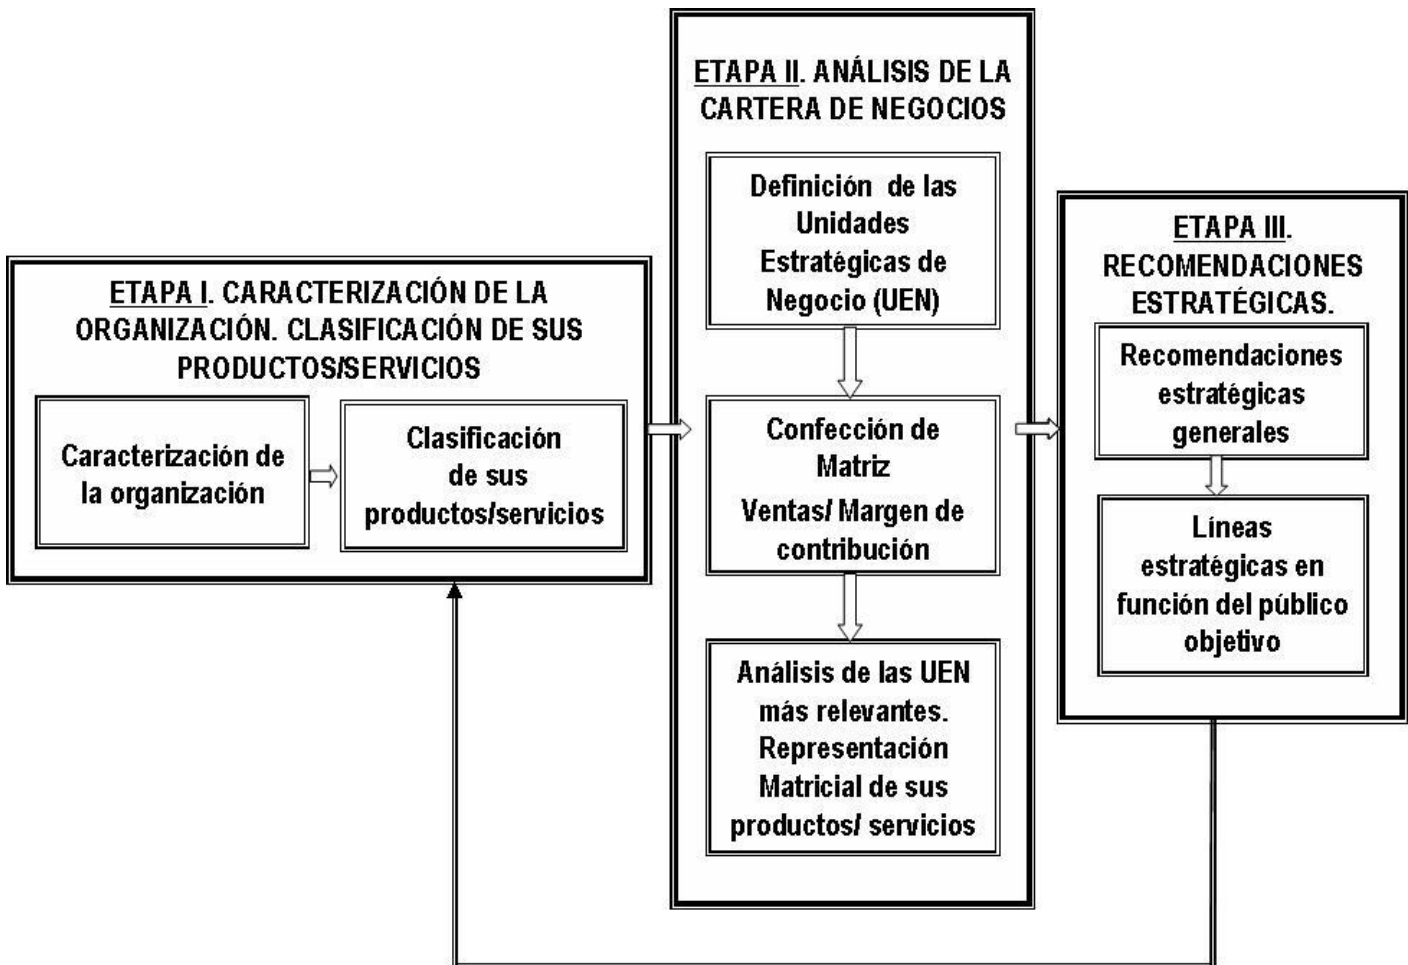 ETAPA I. CARACTERIZACIÓN DE LA
ORGANIZACIÓN. CLASIFICACIÓN DE SUS
PRODUCTOS/SERVICIOS
Caracterización de
la organización
Clasificación
de sus
productos/servicios
ETAPA II. ANÁLISIS DE LA
CARTERA DE NEGOCIOS
Definición de las
Unidades
Estratégicas de
Negocio (UEN)
Confección de
Matriz
Ventas/ Margen de
contribución
Análisis de las UEN
más relevantes.
Representación
Matricial de sus
productos/ servicios
ETAPA III.
RECOMENDACIONES
ESTRATÉGICAS.
Recomendaciones
estratégicas
generales
Líneas
estratégicas en
función del público
objetivo